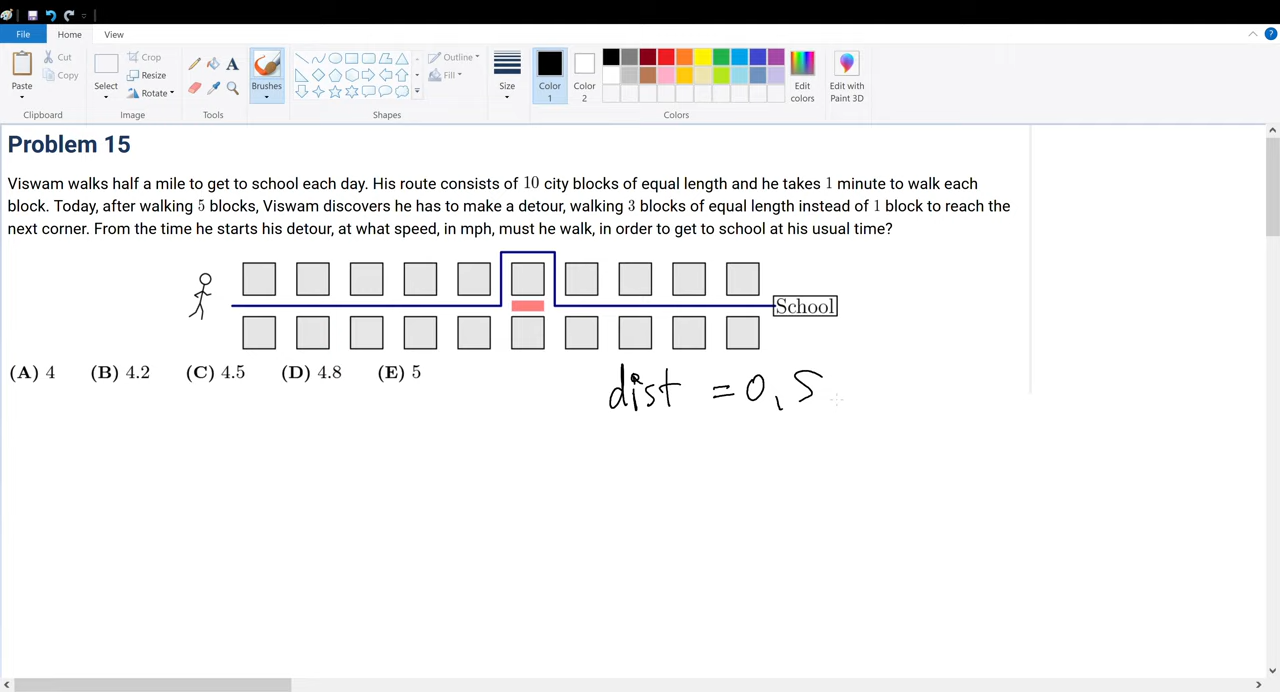 File Home View
Paste Cut Copy Select Crop Resize Rotate A Brushes Outline Fill Size Color 1 Color 2 Edit colors Edit with Paint 3D
Clipboard Image Tools Shapes Colors
Problem 15
Viswam walks half a mile to get to school each day. His route consists of 10 city blocks of equal length and he takes 1 minute to walk each
block. Today, after walking 5 blocks, Viswam discovers he has to make a detour, walking 3 blocks of equal length instead of 1 block to reach the
next corner. From the time he starts his detour, at what speed, in mph, must he walk, in order to get to school at his usual time?
School
(A) 4 (B) 4.2 (C) 4.5 (D) 4.8 (E) 5
dist = 0,5